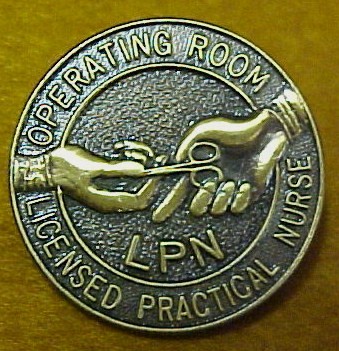 OPERATING ROOM
LPN
LICENSED PRACTICAL NURSE